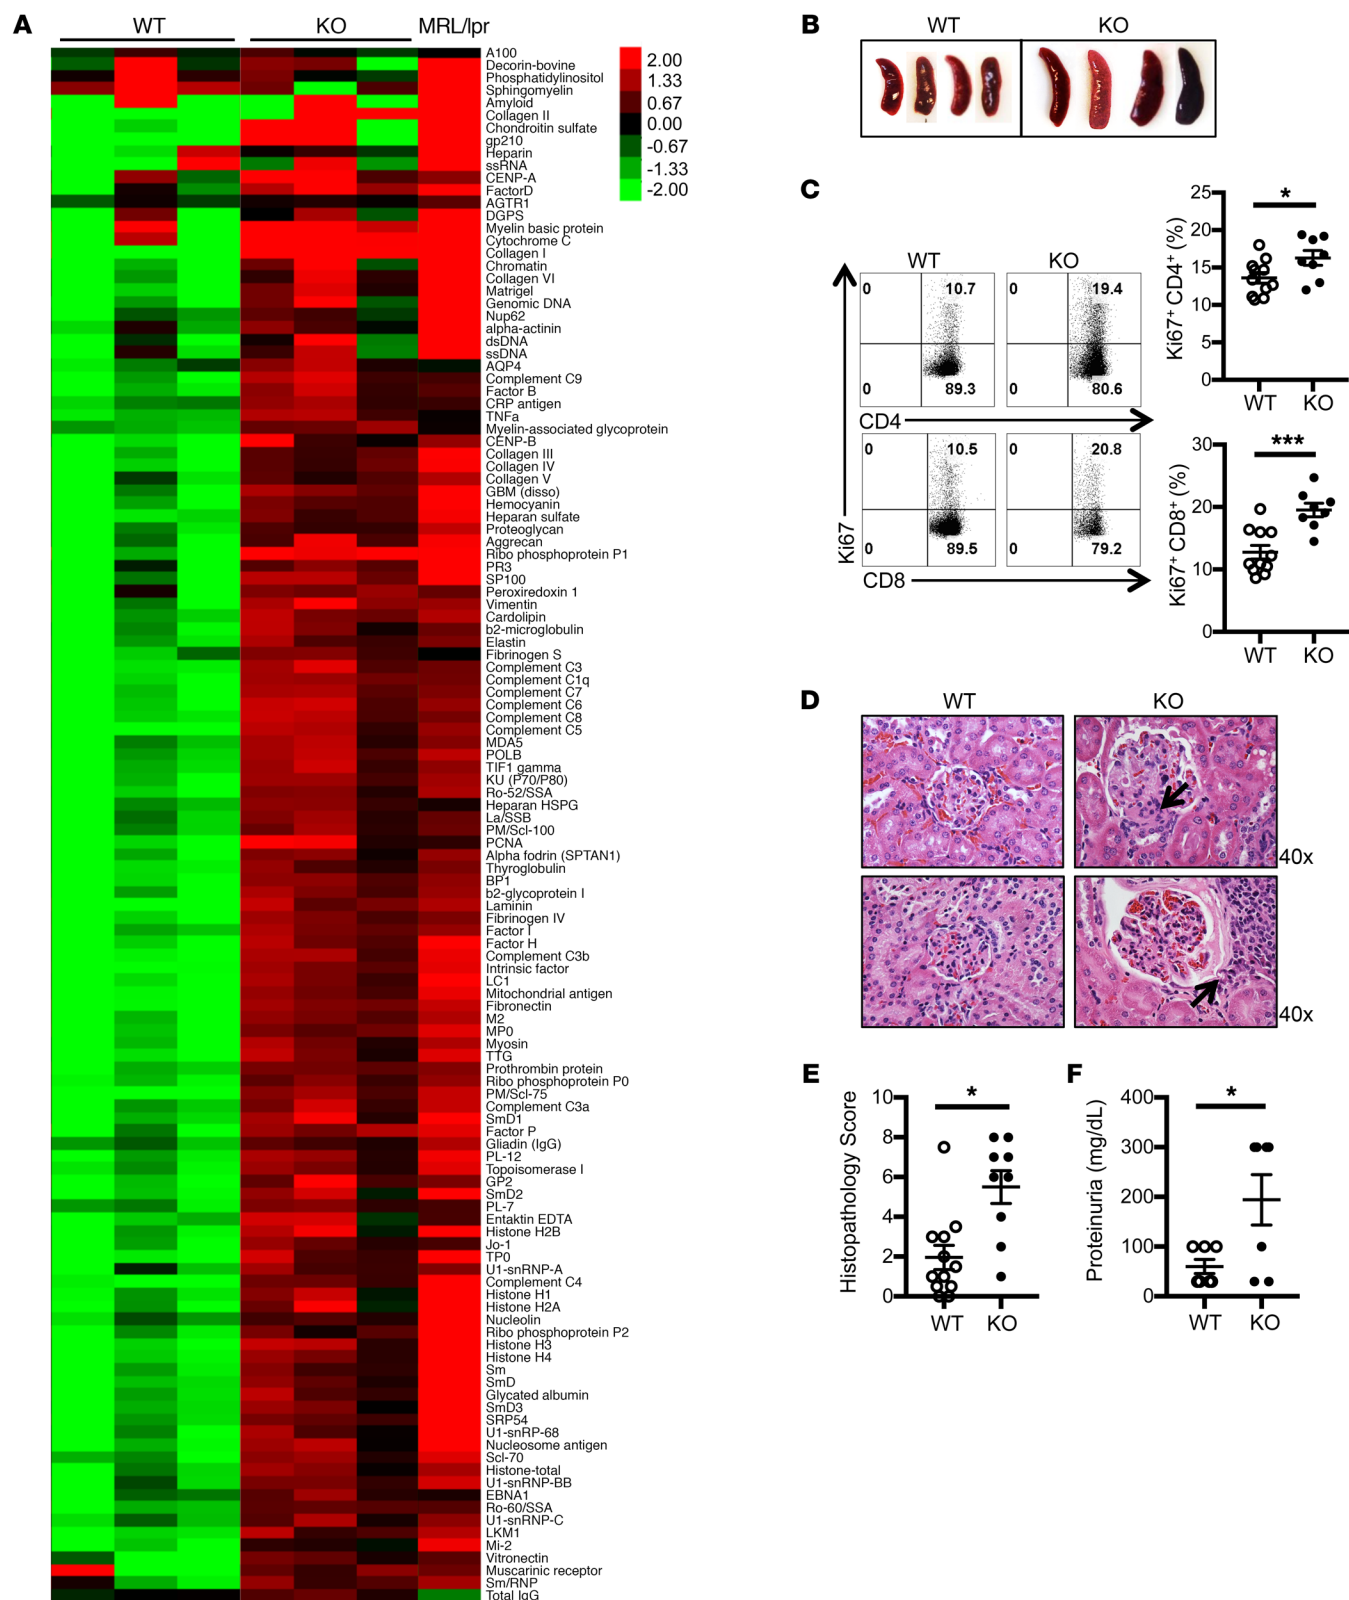 A
WT
KO
MRL/lpr
A100
Decorin-bovine
Phosphatidylinositol
Sphingomyelin
Amyloid
Collagen II
Chondroitin sulfate
gp210
Heparin
ssRNA
CENP-A
FactorD
AGTR1
DGPS
Myelin basic protein
Cytochrome C
Collagen I
Chromatin
Collagen VI
Matrigel
Genomic DNA
Nup62
alpha-actinin
dsDNA
ssDNA
AQP4
Complement C9
Factor B
CRP antigen
TNFa
Myelin-associated glycoprotein
CENP-B
Collagen III
Collagen IV
Collagen V
GBM (disso)
Hemocyanin
Heparan sulfate
Proteoglycan
Aggrecan
Ribo phosphoprotein P1
PR3
SP100
Peroxiredoxin 1
Vimentin
Cardolipin
b2-microglobulin
Elastin
Fibrinogen S
Complement C3
Complement C1q
Complement C7
Complement C6
Complement C8
Complement C5
MDA5
POLB
TIF1 gamma
KU (P70/P80)
Ro-52/SSA
Heparan HSPG
La/SSB
PM/Scl-100
PCNA
Alpha fodrin (SPTAN1)
Thyroglobulin
BP1
b2-glycoprotein I
Laminin
Fibrinogen IV
Factor I
Factor H
Complement C3b
Intrinsic factor
LC1
Mitochondrial antigen
Fibronectin
M2
MP0
Myosin
TTG
Prothrombin protein
Ribo phosphoprotein P0
PM/Scl-75
Complement C3a
SmD1
Factor P
Gliadin (IgG)
PL-12
Topoisomerase I
GP2
SmD2
PL-7
Entaktin EDTA
Histone H2B
Jo-1
TP0
U1-snRNP-A
Complement C4
Histone H1
Histone H2A
Nucleolin
Ribo phosphoprotein P2
Histone H3
Histone H4
Sm
SmD
Glycated albumin
SmD3
SRP54
U1-snRP-68
Nucleosome antigen
Scl-70
Histone-total
U1-snRNP-BB
EBNA1
Ro-60/SSA
U1-snRNP-C
LKM1
Mi-2
Vitronectin
Muscarinic receptor
Sm/RNP
Total IgG
2.00
1.33
0.67
0.00
-0.67
-1.33
-2.00
B
WT
KO
C
WT
KO
0
10.7
0
19.4
0
89.3
0
80.6
CD4
0
10.5
0
20.8
0
89.5
0
79.2
CD8
Ki67
25
20
15
10
5
0
Ki67+ CD4+ (%)
*
WT
KO
30
20
10
0
Ki67+ CD8+ (%)
***
WT
KO
D
WT
KO
40x
40x
E
10
8
6
4
2
0
Histopathology Score
*
WT
KO
F
400
300
200
100
0
Proteinuria (mg/dL)
*
WT
KO